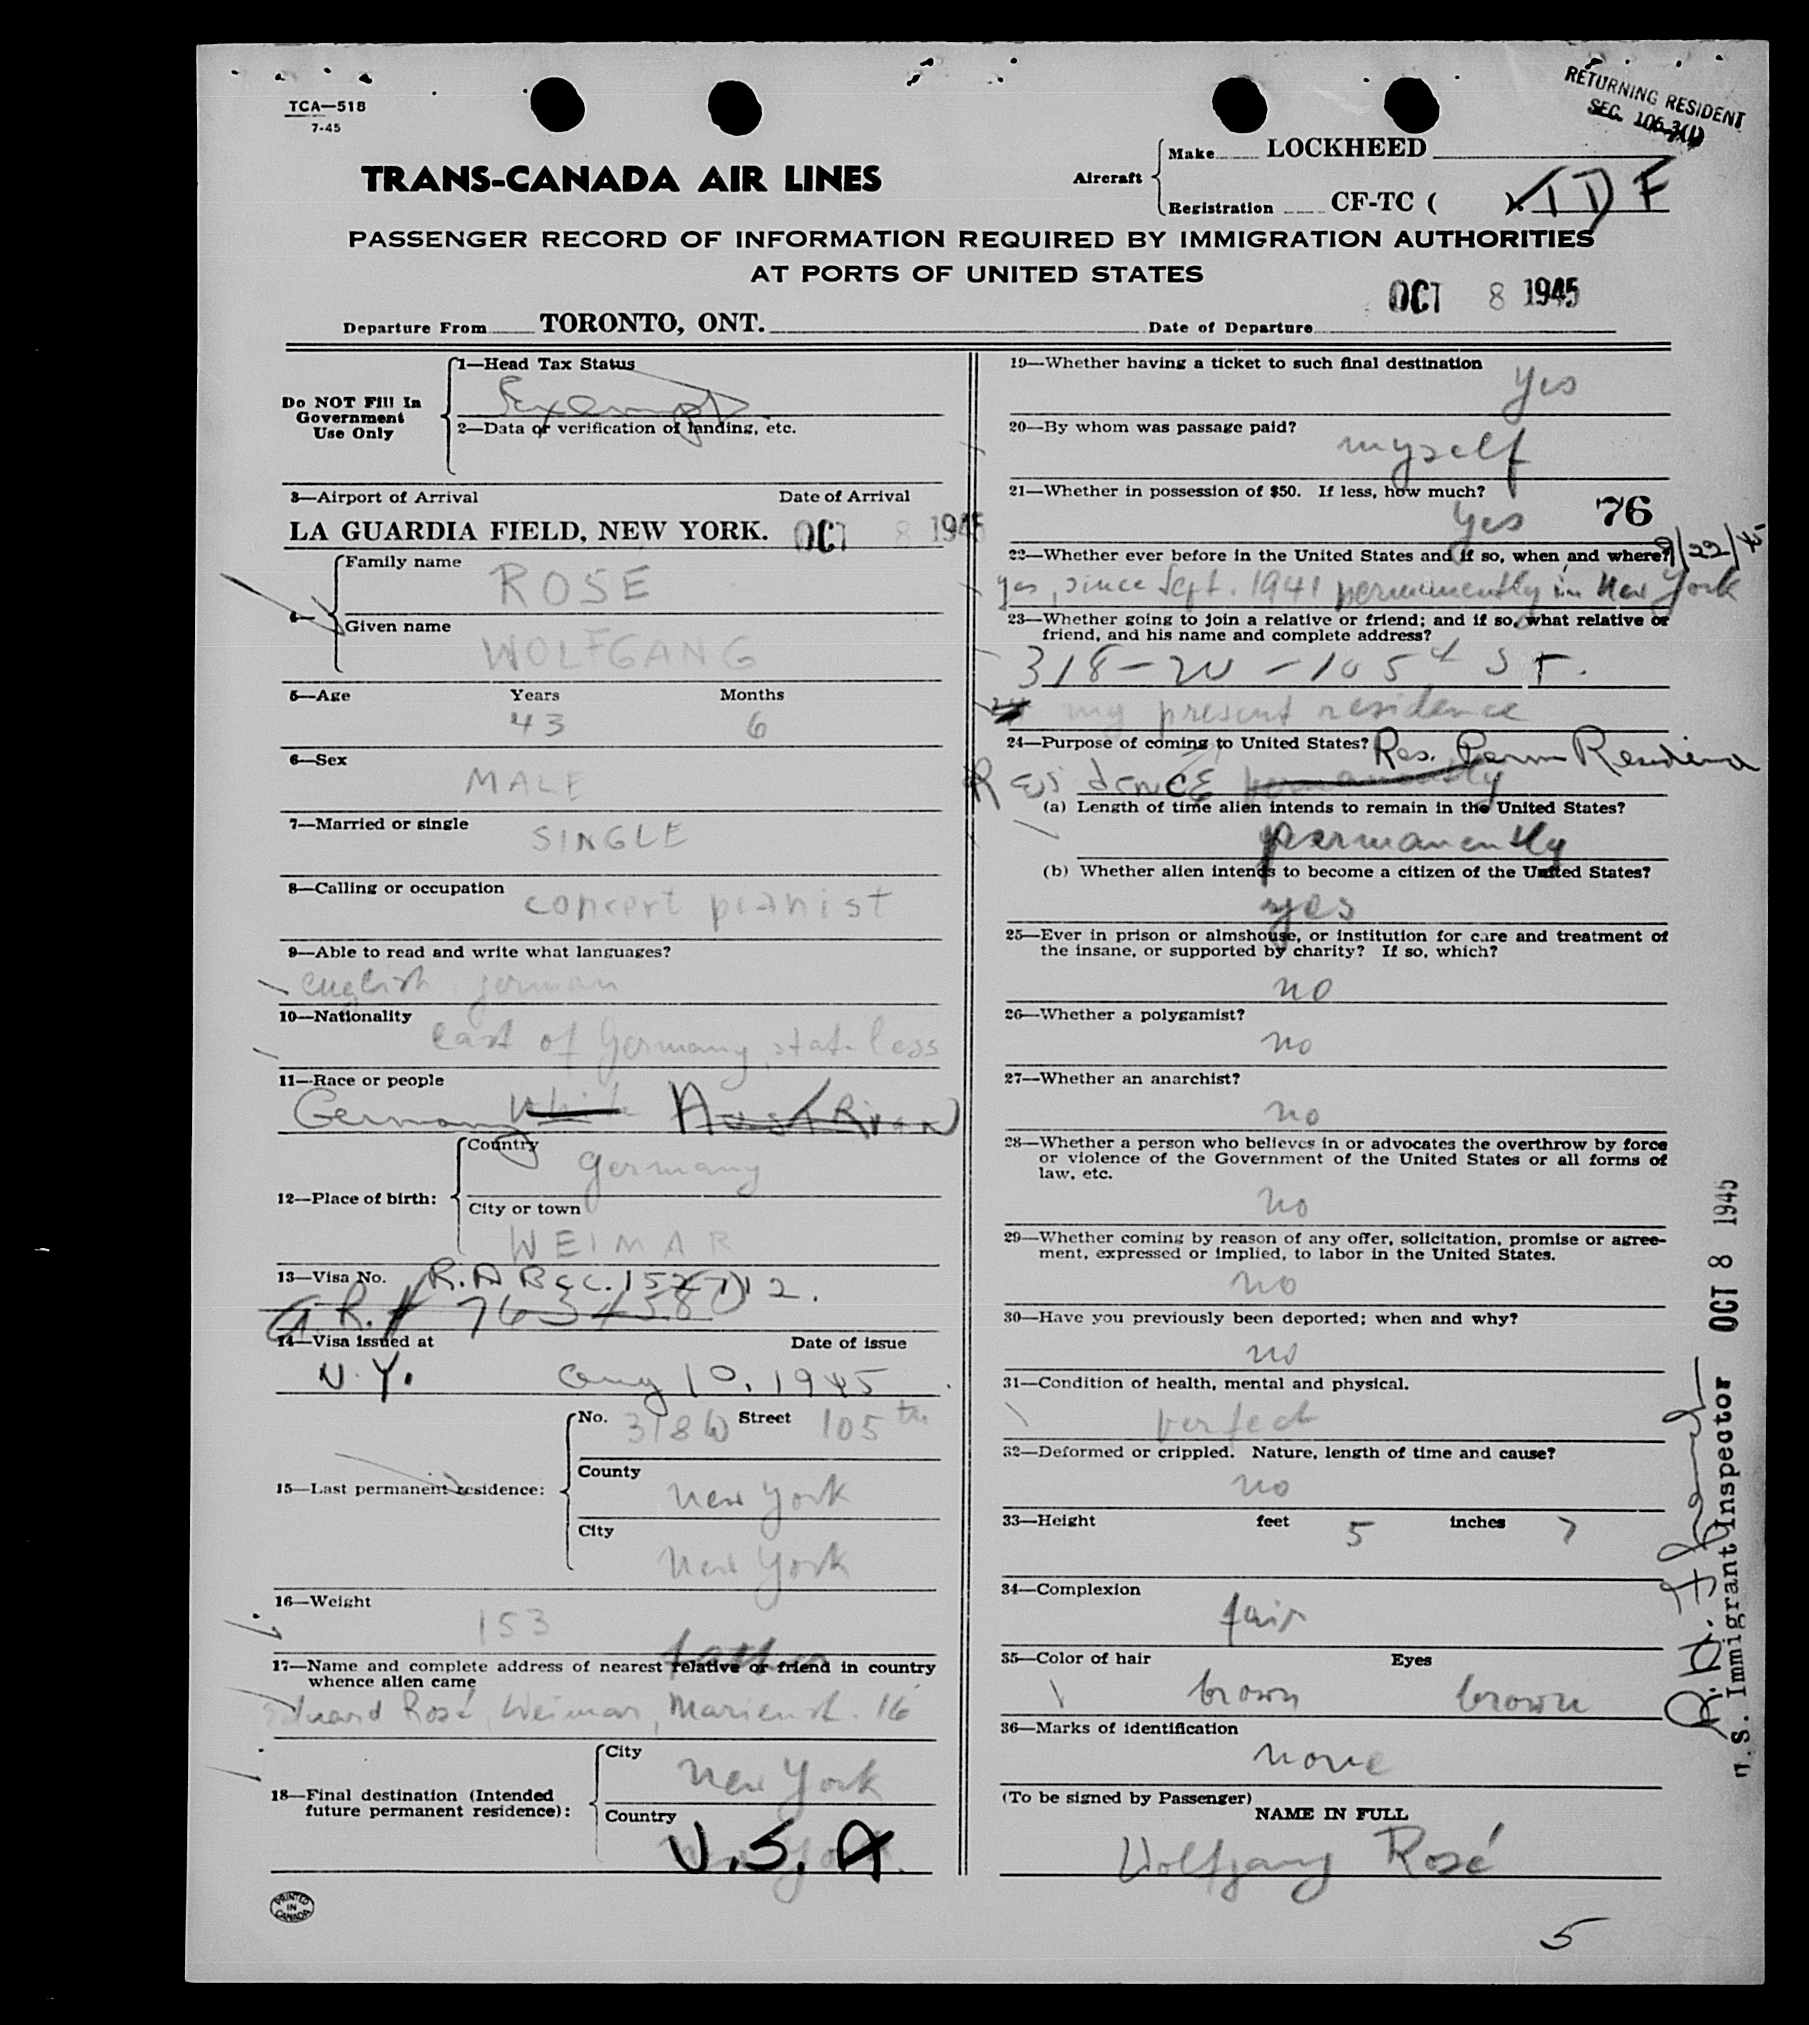 TCA—518
7-45
RETURNING RESIDENT
SEC.
TRANS-CANADA AIR LINES
Aircraft
Make LOCKHEED
Registration CF-TC ( ). TDF
PASSENGER RECORD OF INFORMATION REQUIRED BY IMMIGRATION AUTHORITIES
AT PORTS OF UNITED STATES
OCT 8 1945
Departure From TORONTO, ONT. Date of Departure
Do NOT Fill In
Government
Use Only
1—Head Tax Status
Exempt
2—Data or verification of landing, etc.
3—Airport of Arrival Date of Arrival
LA GUARDIA FIELD, NEW YORK. OCT 8 1945
4—
Family name
ROSE
Given name
WOLFGANG
5—Age Years Months
43 6
6—Sex
MALE
7—Married or single
SINGLE
8—Calling or occupation
concert pianist
9—Able to read and write what languages?
english, german
10—Nationality
last of Germany, stateless
11—Race or people
German White Austrian
12—Place of birth:
Country
Germany
City or town
WEIMAR
13—Visa No.
14—Visa issued at Date of issue
N.Y. Aug 10, 1945
15—Last permanent residence:
No. 318 W Street 105th
County
New York
City
New York
16—Weight
153
father
17—Name and complete address of nearest relative or friend in country
whence alien came
Eduard Rosé, Weimar, Marienst. 16
18—Final destination (Intended
future permanent residence):
City
New York
Country
U.S.A
PRINTED
IN
CANADA
19—Whether having a ticket to such final destination
yes
20—By whom was passage paid?
myself
21—Whether in possession of $50. If less, how much?
yes 76
22—Whether ever before in the United States and if so, when and where?
9/22/45
yes, since Sept. 1941 permanently in New York
23—Whether going to join a relative or friend; and if so, what relative or
friend, and his name and complete address?
318-W-105th ST.
my present residence
24—Purpose of coming to United States? Res. Perm Residence
Residence permanently
(a) Length of time alien intends to remain in the United States?
permanently
(b) Whether alien intends to become a citizen of the United States?
yes
25—Ever in prison or almshouse, or institution for care and treatment of
the insane, or supported by charity? If so, which?
no
26—Whether a polygamist?
no
27—Whether an anarchist?
no
28—Whether a person who believes in or advocates the overthrow by force
or violence of the Government of the United States or all forms of
law, etc.
no
29—Whether coming by reason of any offer, solicitation, promise or agree-
ment, expressed or implied, to labor in the United States.
no
30—Have you previously been deported; when and why?
no
31—Condition of health, mental and physical.
perfect
32—Deformed or crippled. Nature, length of time and cause?
no
33—Height feet 5 inches 7
34—Complexion
fair
35—Color of hair Eyes
brown brown
36—Marks of identification
none
(To be signed by Passenger)
NAME IN FULL
Wolfgang Rosé
5
U.S. Immigrant Inspector OCT 8 1945